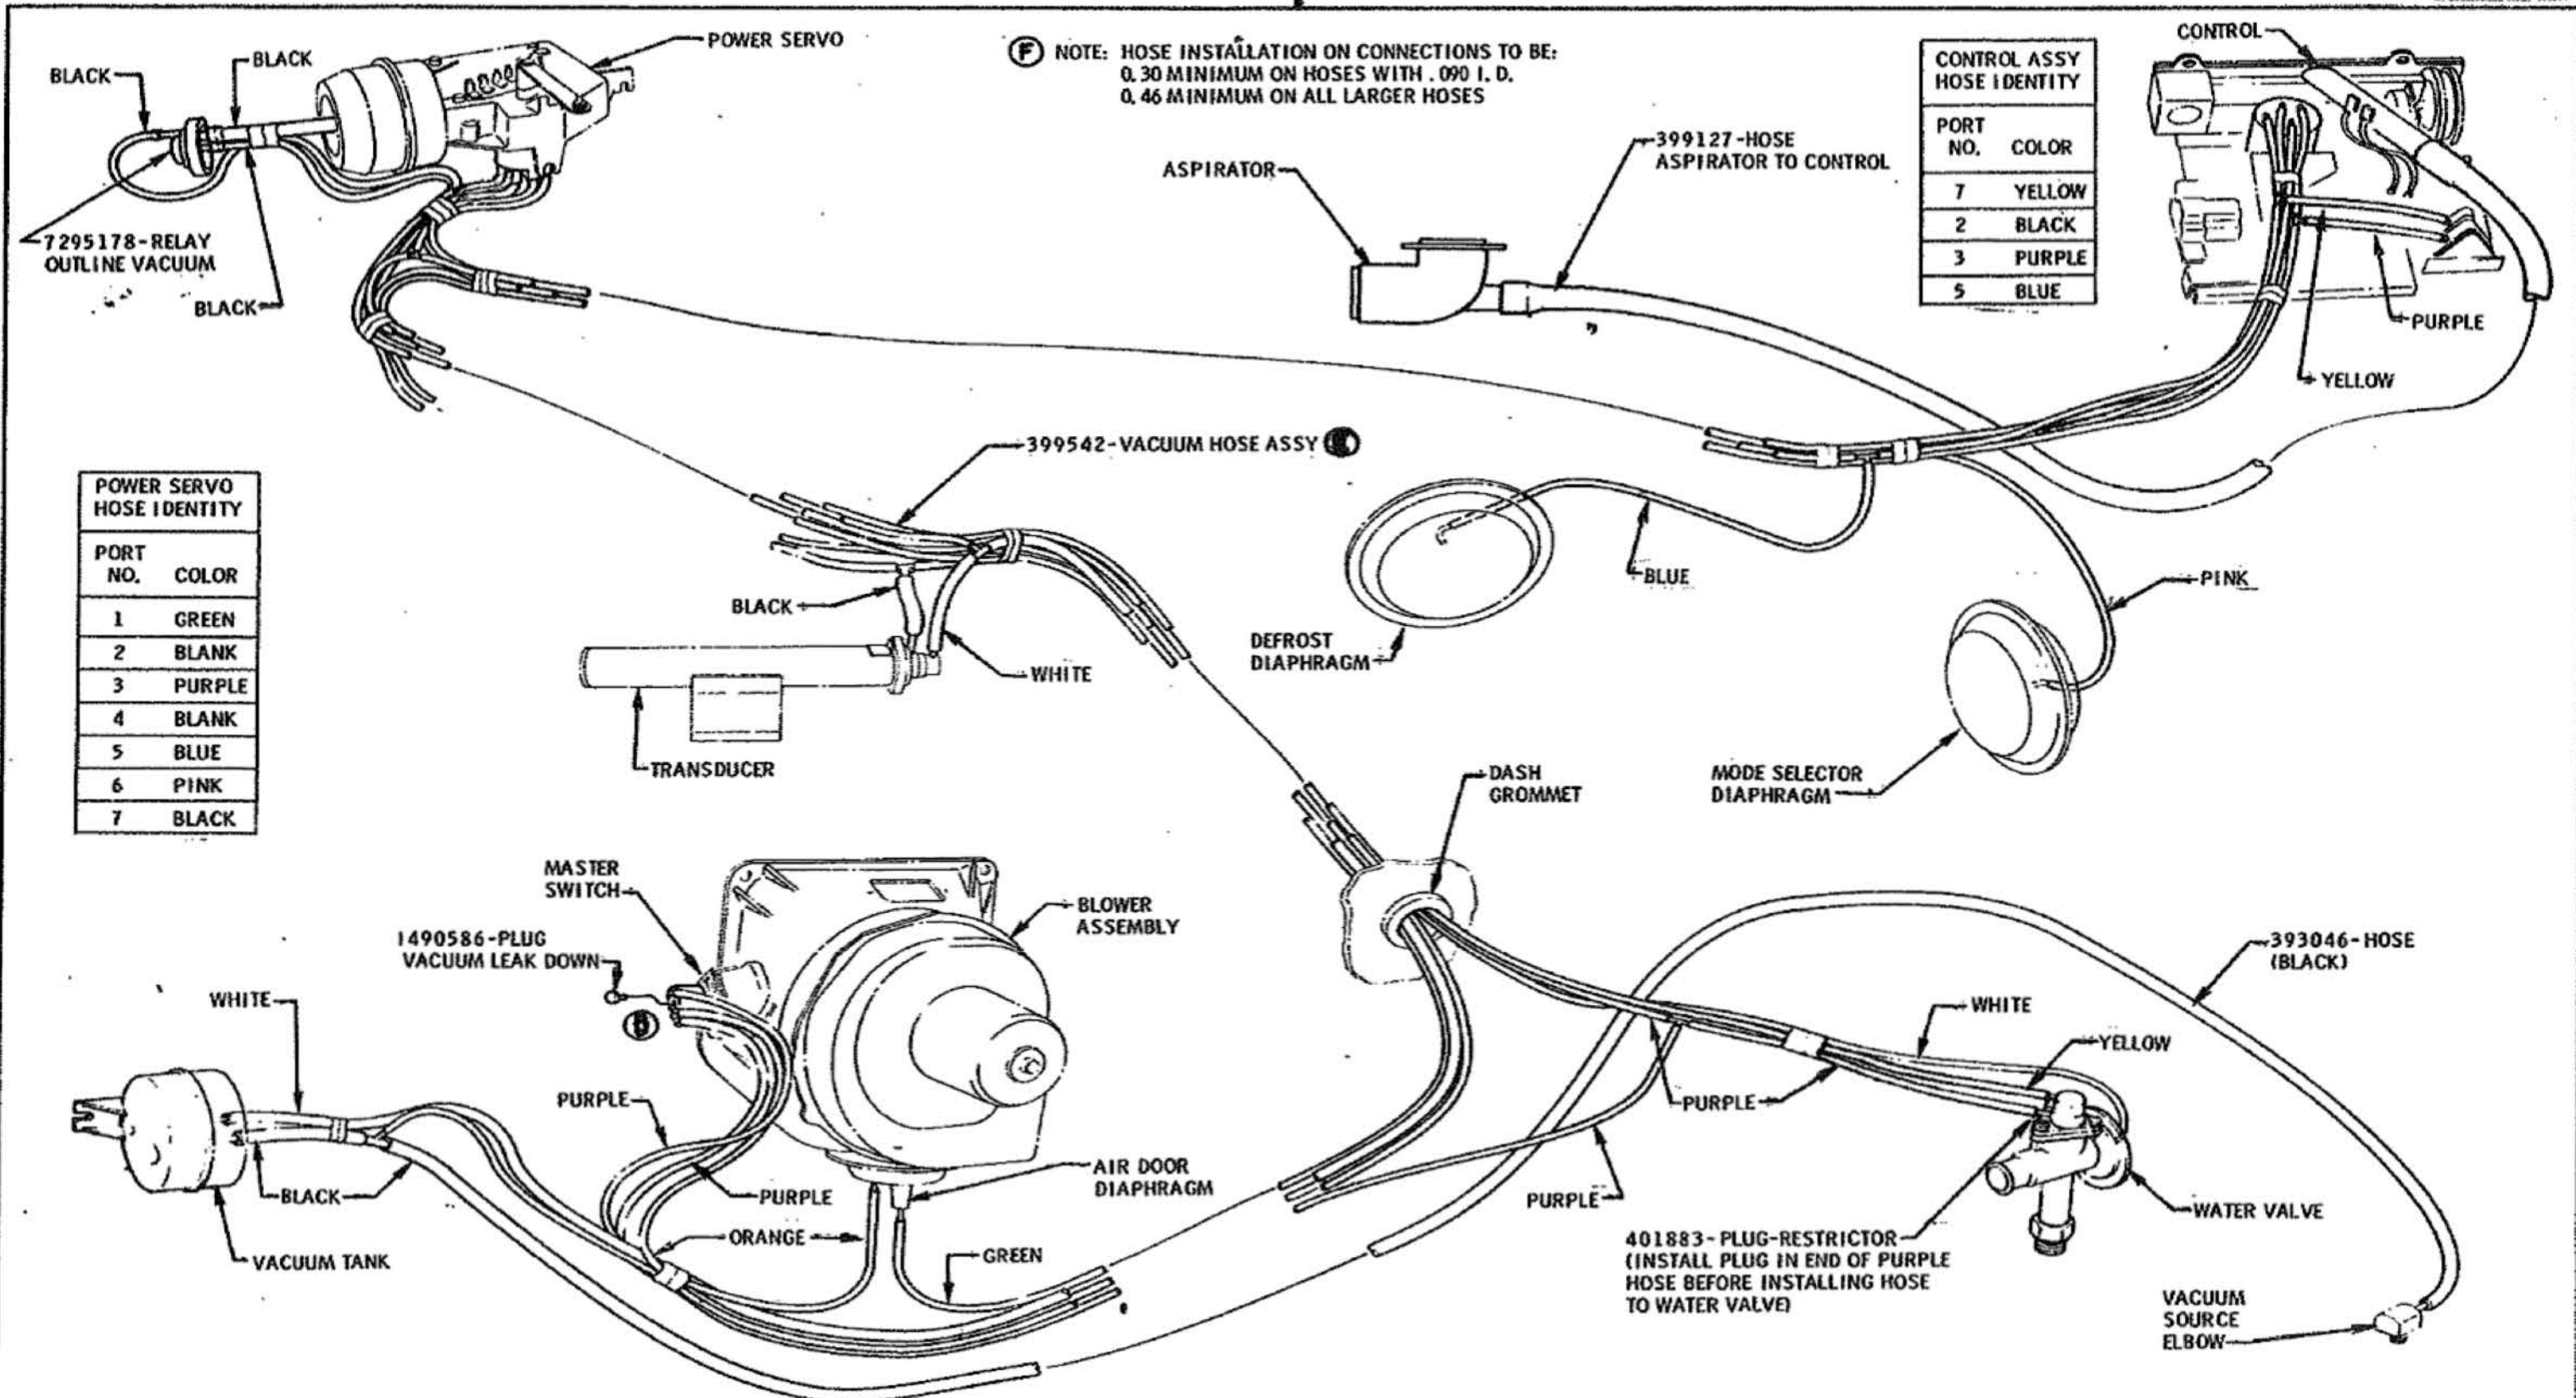 POWER SERVO
BLACK
BLACK
7295178-RELAY
OUTLINE VACUUM
BLACK
F NOTE: HOSE INSTALLATION ON CONNECTIONS TO BE:
0.30 MINIMUM ON HOSES WITH .090 I.D.
0.46 MINIMUM ON ALL LARGER HOSES
ASPIRATOR
399127-HOSE
ASPIRATOR TO CONTROL
CONTROL ASSY
HOSE IDENTITY
PORT
NO. COLOR
7 YELLOW
2 BLACK
3 PURPLE
5 BLUE
CONTROL
PURPLE
YELLOW
399542-VACUUM HOSE ASSY
POWER SERVO
HOSE IDENTITY
PORT
NO. COLOR
1 GREEN
2 BLANK
3 PURPLE
4 BLANK
5 BLUE
6 PINK
7 BLACK
BLACK
WHITE
TRANSDUCER
DEFROST
DIAPHRAGM
BLUE
PINK
MODE SELECTOR
DIAPHRAGM
DASH
GROMMET
MASTER
SWITCH
BLOWER
ASSEMBLY
1490586-PLUG
VACUUM LEAK DOWN
WHITE
PURPLE
BLACK
PURPLE
ORANGE
VACUUM TANK
AIR DOOR
DIAPHRAGM
GREEN
393046-HOSE
(BLACK)
WHITE
YELLOW
PURPLE
PURPLE
WATER VALVE
401883-PLUG-RESTRICTOR
(INSTALL PLUG IN END OF PURPLE
HOSE BEFORE INSTALLING HOSE
TO WATER VALVE)
VACUUM
SOURCE
ELBOW